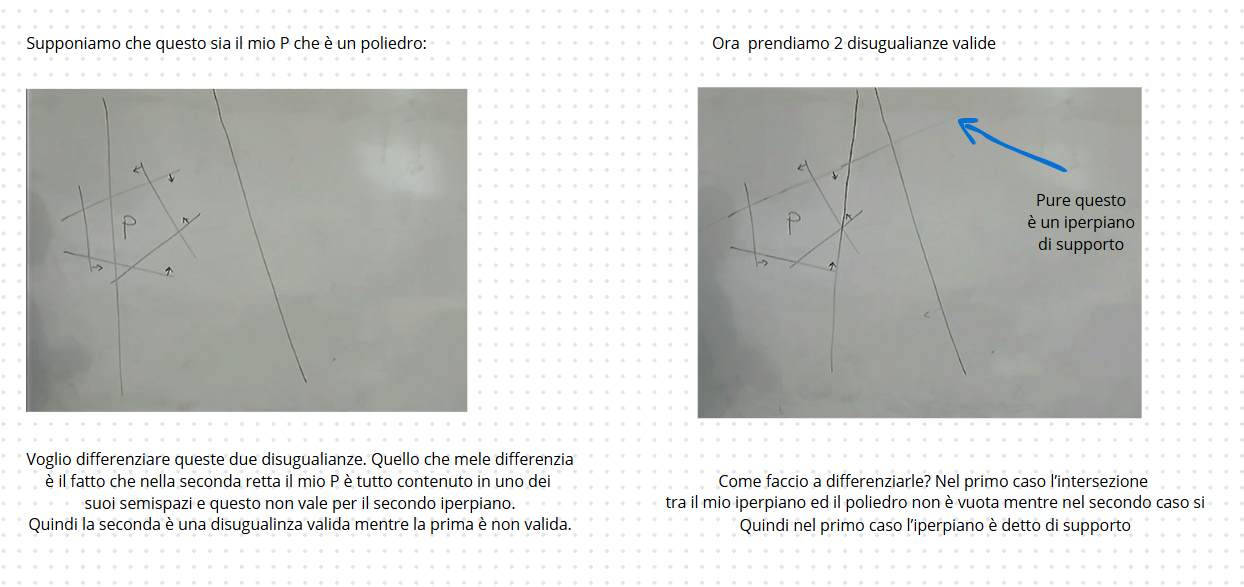 Supponiamo che questo sia il mio P che è un poliedro:
P
Voglio differenziare queste due disugualianze. Quello che mele differenzia
è il fatto che nella seconda retta il mio P è tutto contenuto in uno dei
suoi semispazi e questo non vale per il secondo iperpiano.
Quindi la seconda è una disugualinza valida mentre la prima è non valida.
Ora prendiamo 2 disugualianze valide
P
Pure questo
è un iperpiano
di supporto
Come faccio a differenziarle? Nel primo caso l’intersezione
tra il mio iperpiano ed il poliedro non è vuota mentre nel secondo caso si
Quindi nel primo caso l’iperpiano è detto di supporto